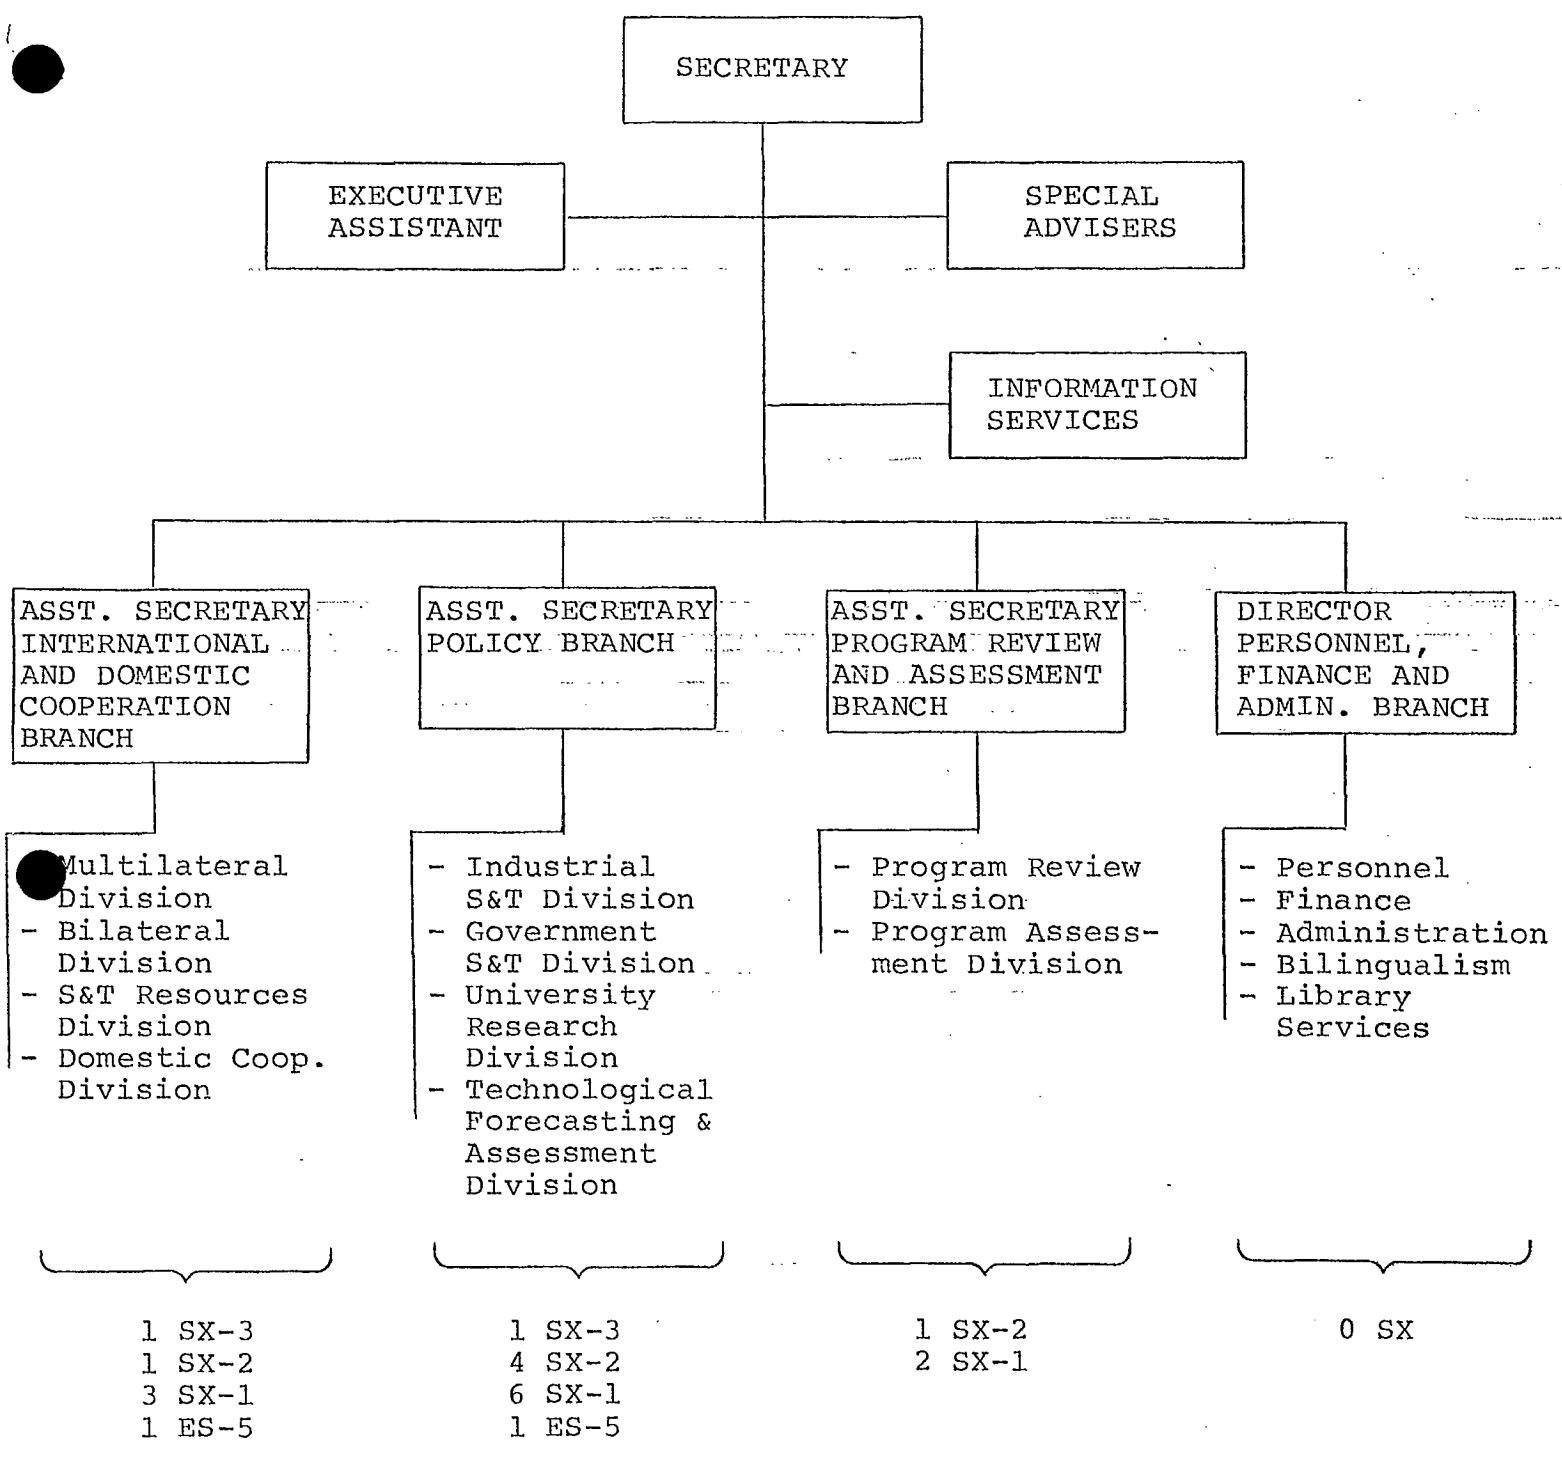 SECRETARY
EXECUTIVE
ASSISTANT
SPECIAL
ADVISERS
INFORMATION
SERVICES
ASST. SECRETARY
INTERNATIONAL
AND DOMESTIC
COOPERATION
BRANCH
ASST. SECRETARY
POLICY BRANCH
ASST. SECRETARY
PROGRAM REVIEW
AND ASSESSMENT
BRANCH
DIRECTOR
PERSONNEL,
FINANCE AND
ADMIN. BRANCH
Multilateral
Division
- Bilateral
Division
- S&T Resources
Division
- Domestic Coop.
Division
- Industrial
S&T Division
- Government
S&T Division
- University
Research
Division
- Technological
Forecasting &
Assessment
Division
- Program Review
Division
- Program Assess-
ment Division
- Personnel
- Finance
- Administration
- Bilingualism
- Library
Services
1 SX-3
1 SX-2
3 SX-1
1 ES-5
1 SX-3
4 SX-2
6 SX-1
1 ES-5
1 SX-2
2 SX-1
0 SX